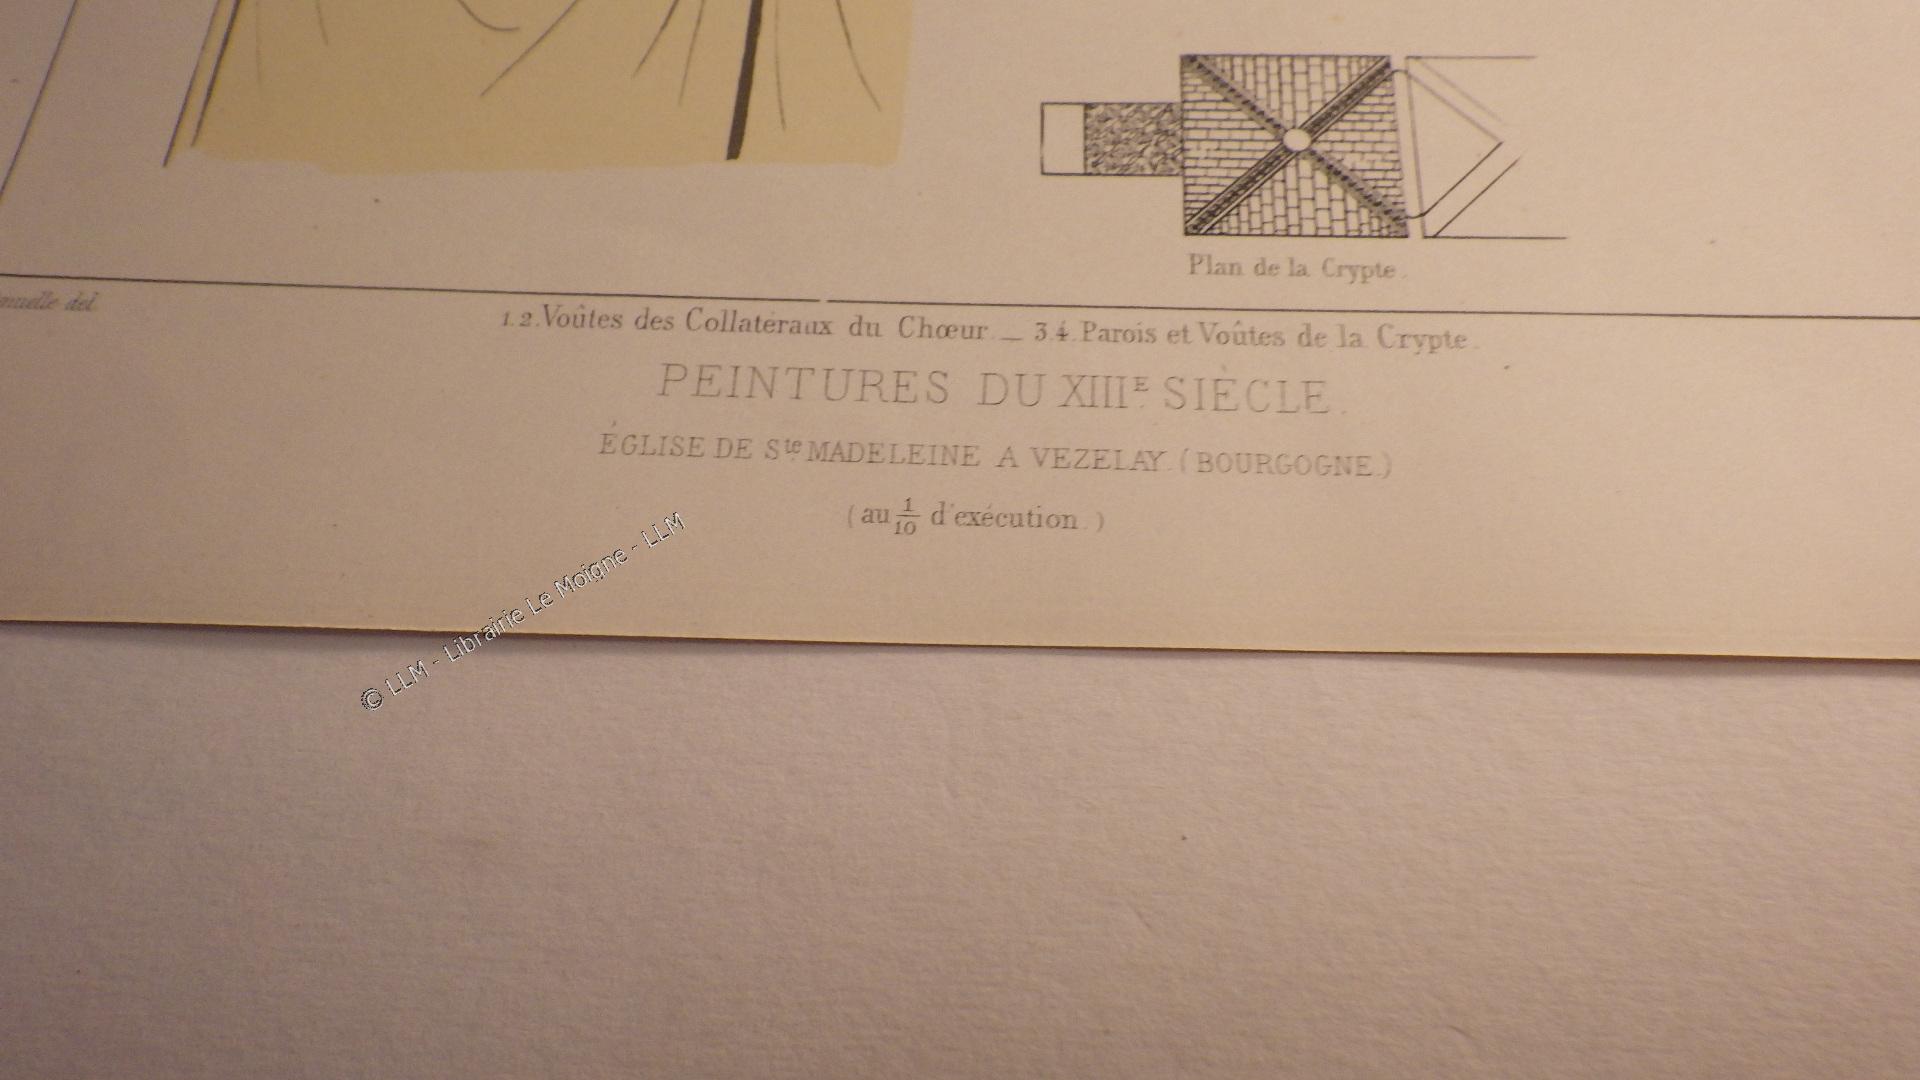 Plan de la Crypte.
del.
1.2. Voûtes des Collatéraux du Chœur. — 3.4. Parois et Voûtes de la Crypte.
PEINTURES DU XIIIE SIÈCLE.
ÉGLISE DE Ste MADELEINE A VEZELAY. (BOURGOGNE.)
(au 1/10 d'exécution.)
© LLM - Librairie Le Moigne - LLM